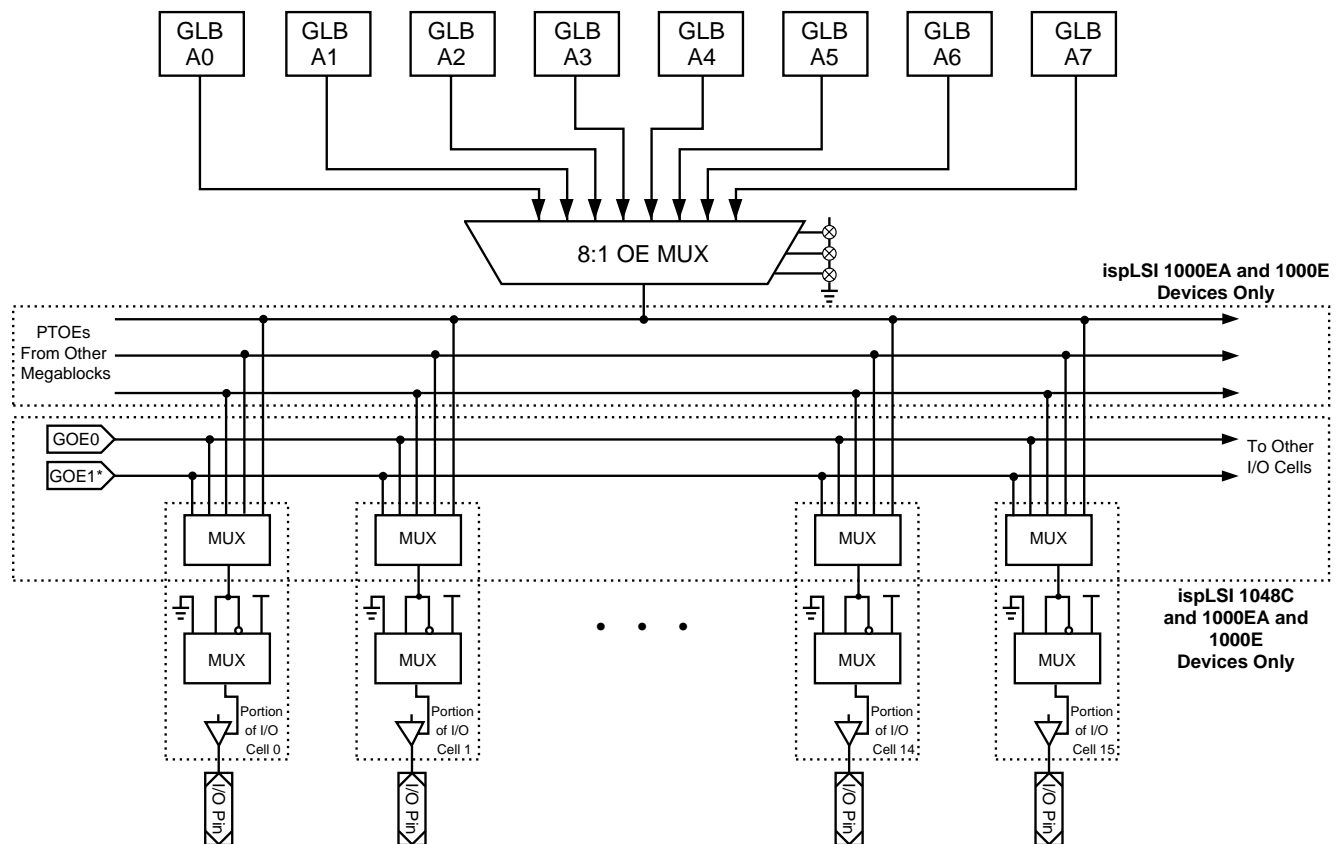 GLB
A0
GLB
A1
GLB
A2
GLB
A3
GLB
A4
GLB
A5
GLB
A6
GLB
A7
8:1 OE MUX
ispLSI 1000EA and 1000E
Devices Only
PTOEs
From Other
Megablocks
GOE0
GOE1*
To Other
I/O Cells
MUX
MUX
MUX
MUX
ispLSI 1048C
and 1000EA and
1000E
Devices Only
MUX
MUX
MUX
MUX
Portion
of I/O
Cell 0
Portion
of I/O
Cell 1
Portion
of I/O
Cell 14
Portion
of I/O
Cell 15
I/O Pin
I/O Pin
I/O Pin
I/O Pin